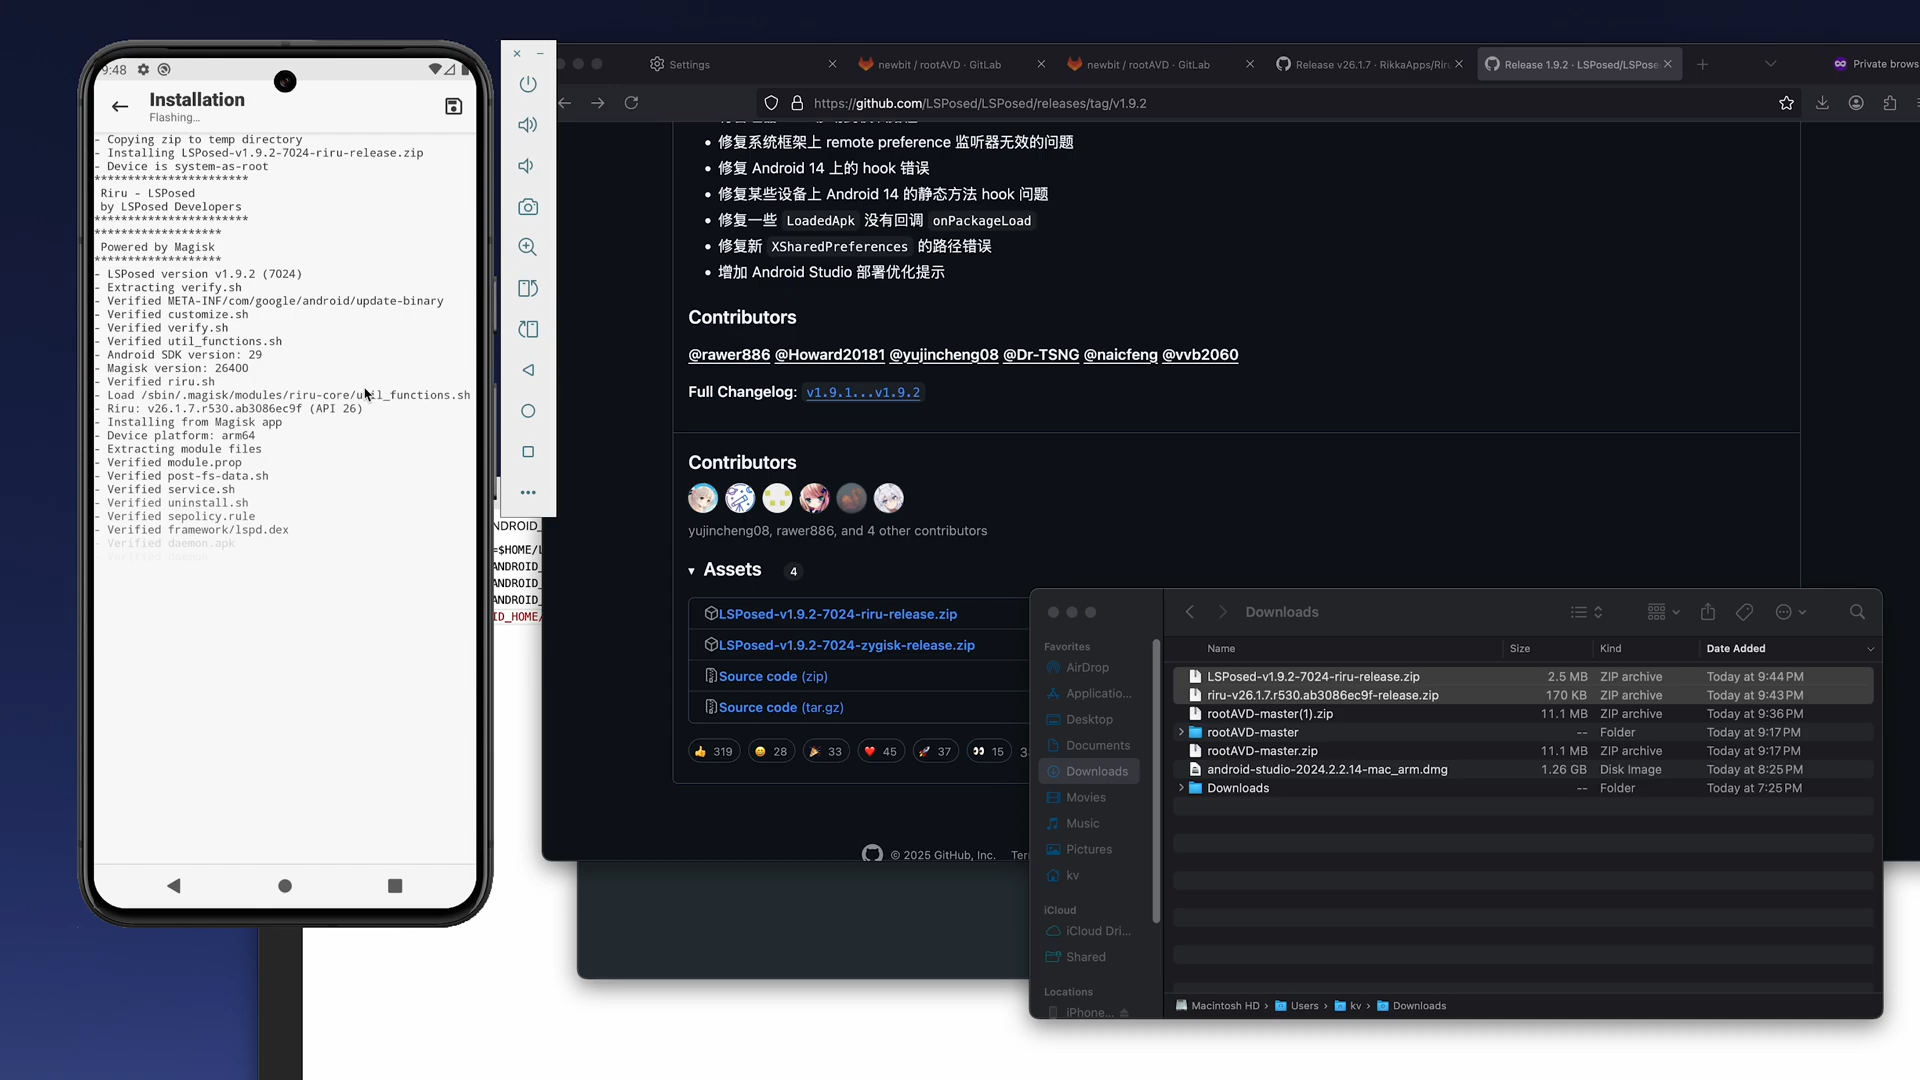 9:48
Installation
Flashing...
- Copying zip to temp directory
- Installing LSPosed-v1.9.2-7024-riru-release.zip
- Device is system-as-root
***********************
Riru - LSPosed
by LSPosed Developers
***********************
*******************
Powered by Magisk
*******************
- LSPosed version v1.9.2 (7024)
- Extracting verify.sh
- Verified META-INF/com/google/android/update-binary
- Verified customize.sh
- Verified verify.sh
- Verified util_functions.sh
- Android SDK version: 29
- Magisk version: 26400
- Verified riru.sh
- Load /sbin/.magisk/modules/riru-core/util_functions.sh
- Riru: v26.1.7.r530.ab3086ec9f (API 26)
- Installing from Magisk app
- Device platform: arm64
- Extracting module files
- Verified module.prop
- Verified post-fs-data.sh
- Verified service.sh
- Verified uninstall.sh
- Verified sepolicy.rule
- Verified framework/lspd.dex
- Verified daemon.apk
- Verified daemon
NDROID_
=$HOME/L
ANDROID_
ANDROID_
ANDROID_
ID_HOME/
Settings
newbit / rootAVD · GitLab
newbit / rootAVD · GitLab
Release v26.1.7 · RikkaApps/Rir
Release 1.9.2 · LSPosed/LSPose
Private brows
https://github.com/LSPosed/LSPosed/releases/tag/v1.9.2
修复系统框架上 remote preference 监听器无效的问题
修复 Android 14 上的 hook 错误
修复某些设备上 Android 14 的静态方法 hook 问题
修复一些 LoadedApk 没有回调 onPackageLoad
修复新 XSharedPreferences 的路径错误
增加 Android Studio 部署优化提示
Contributors
@rawer886 @Howard20181 @yujincheng08 @Dr-TSNG @naicfeng @vvb2060
Full Changelog: v1.9.1...v1.9.2
Contributors
yujincheng08, rawer886, and 4 other contributors
Assets 4
LSPosed-v1.9.2-7024-riru-release.zip
LSPosed-v1.9.2-7024-zygisk-release.zip
Source code (zip)
Source code (tar.gz)
👍 319 😄 28 🎉 33 ❤️ 45 🚀 37 👀 15 3
© 2025 GitHub, Inc. Ter
Downloads
Favorites
AirDrop
Applicatio...
Desktop
Documents
Downloads
Movies
Music
Pictures
kv
iCloud
iCloud Dri...
Shared
Locations
iPhone...
Name Size Kind Date Added
LSPosed-v1.9.2-7024-riru-release.zip 2.5 MB ZIP archive Today at 9:44 PM
riru-v26.1.7.r530.ab3086ec9f-release.zip 170 KB ZIP archive Today at 9:43 PM
rootAVD-master(1).zip 11.1 MB ZIP archive Today at 9:36 PM
rootAVD-master -- Folder Today at 9:17 PM
rootAVD-master.zip 11.1 MB ZIP archive Today at 9:17 PM
android-studio-2024.2.2.14-mac_arm.dmg 1.26 GB Disk Image Today at 8:25 PM
Downloads -- Folder Today at 7:25 PM
Macintosh HD › Users › kv › Downloads